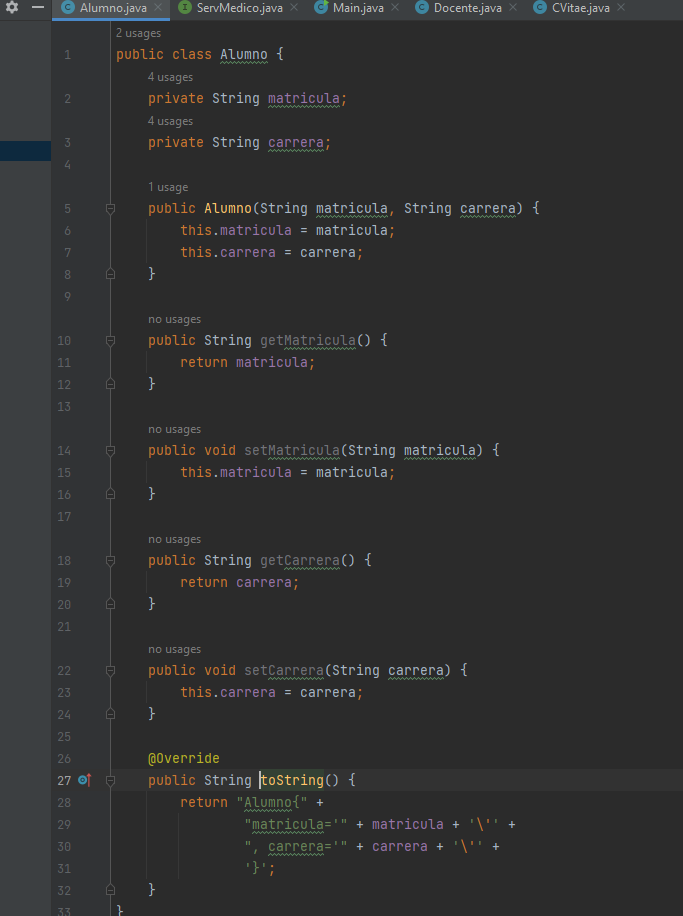 Alumno.java ServMedico.java Main.java Docente.java CVitae.java
2 usages
1 public class Alumno {
4 usages
2 private String matricula;
4 usages
3 private String carrera;
4
1 usage
5 public Alumno(String matricula, String carrera) {
6 this.matricula = matricula;
7 this.carrera = carrera;
8 }
9
no usages
10 public String getMatricula() {
11 return matricula;
12 }
13
no usages
14 public void setMatricula(String matricula) {
15 this.matricula = matricula;
16 }
17
no usages
18 public String getCarrera() {
19 return carrera;
20 }
21
no usages
22 public void setCarrera(String carrera) {
23 this.carrera = carrera;
24 }
25
26 @Override
27 public String toString() {
28 return "Alumno{" +
29 "matricula='" + matricula + '\'' +
30 ", carrera='" + carrera + '\'' +
31 '}';
32 }
33 }